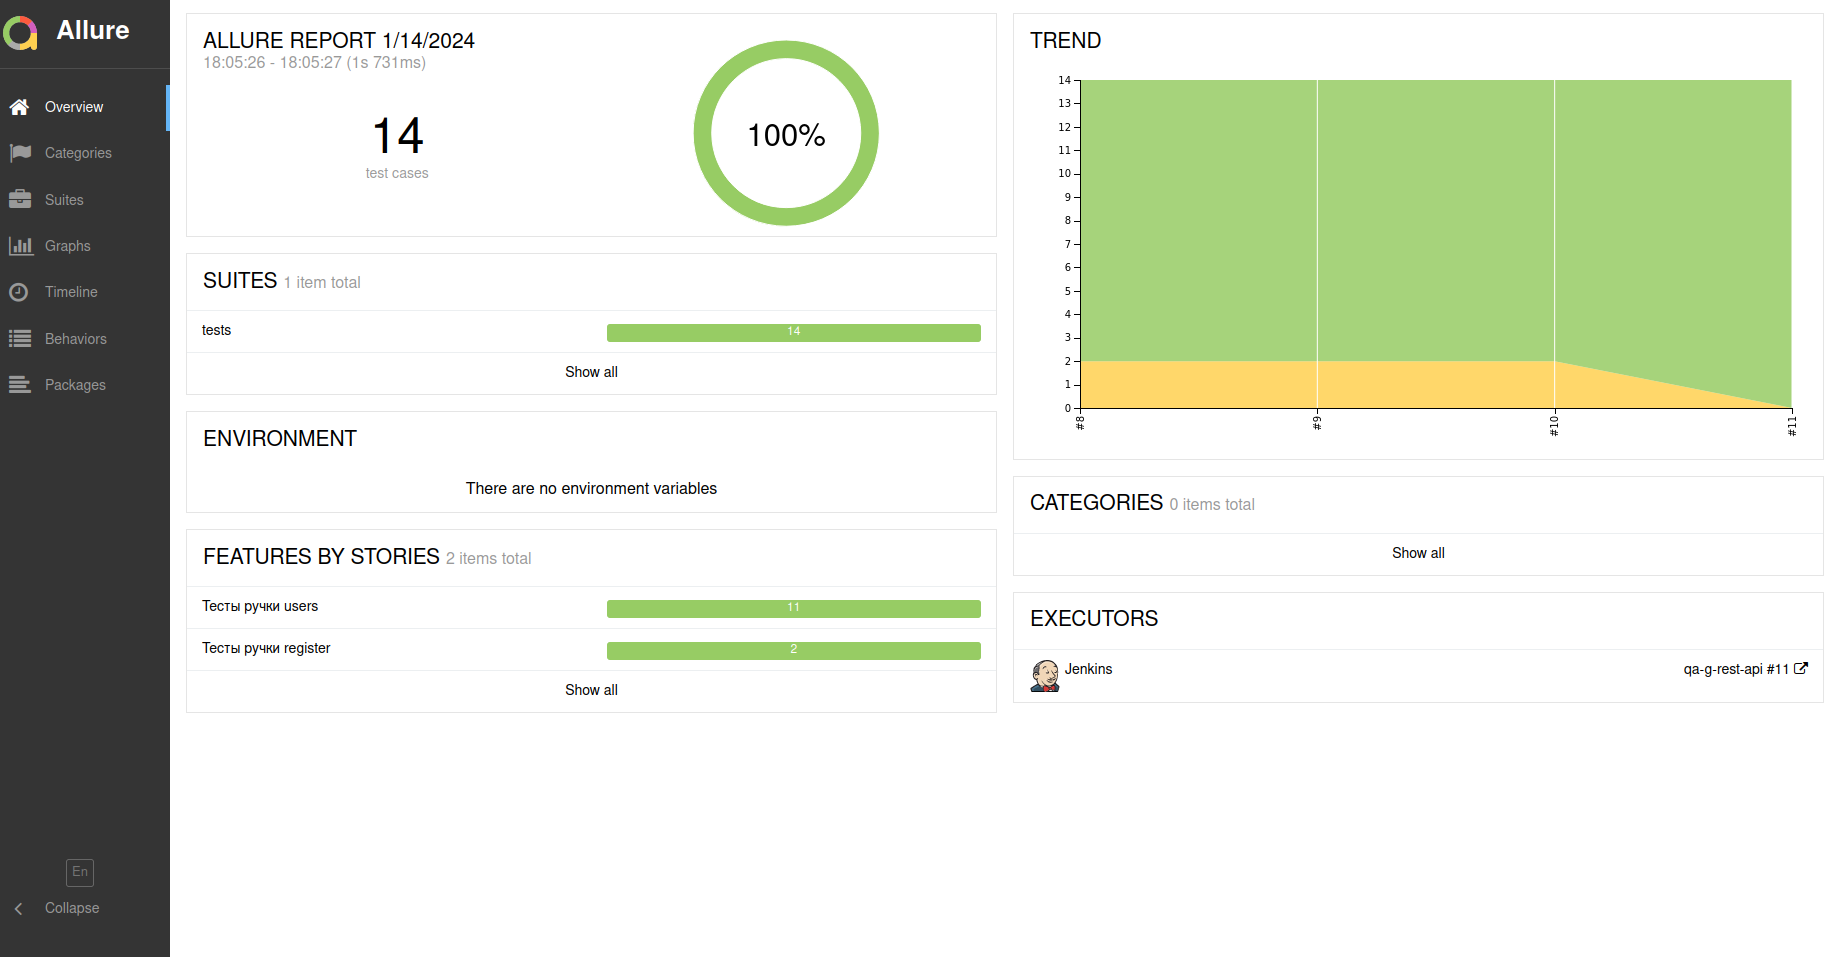 Allure
Overview
Categories
Suites
Graphs
Timeline
Behaviors
Packages
En
Collapse
ALLURE REPORT 1/14/2024
18:05:26 - 18:05:27 (1s 731ms)
14
test cases
100%
SUITES 1 item total
tests 14
Show all
ENVIRONMENT
There are no environment variables
FEATURES BY STORIES 2 items total
Тесты ручки users 11
Тесты ручки register 2
Show all
TREND
14
13
12
11
10
9
8
7
6
5
4
3
2
1
0
#8 #9 #10 #11
CATEGORIES 0 items total
Show all
EXECUTORS
Jenkins qa-g-rest-api #11